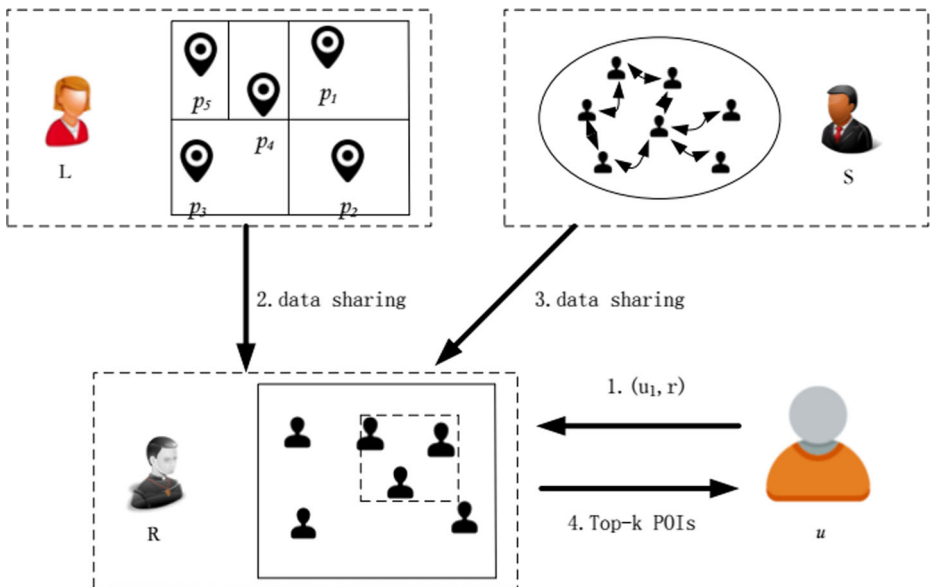 p5
p1
p4
L
p3
p2
S
2.data sharing
3.data sharing
1.(u1,r)
R
4.Top-k POIs
u